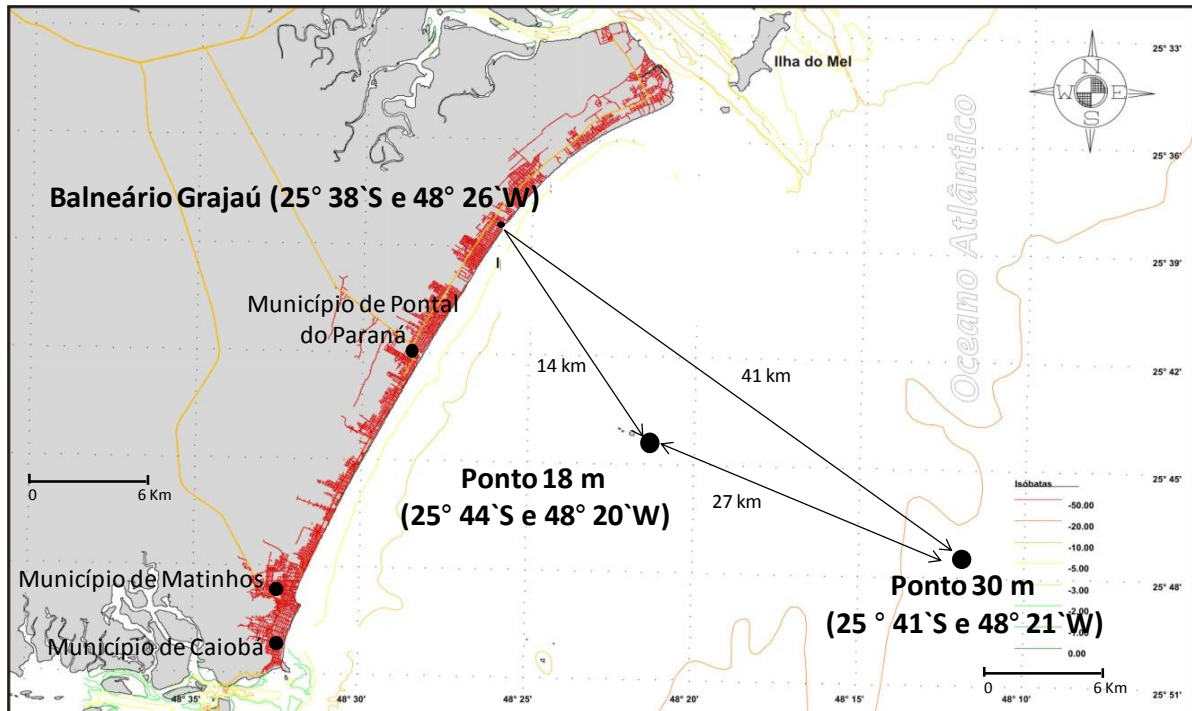 25° 33'
Ilha do Mel
N
W E
S
Oceano Atlântico
25° 36'
Balneário Grajaú (25° 38`S e 48° 26`W)
25° 39'
Município de Pontal
do Paraná
14 km
41 km
25° 42'
Ponto 18 m
(25° 44`S e 48° 20`W)
27 km
25° 45'
0 6 Km
Isóbatas
-50.00
-20.00
-10.00
-5.00
-3.00
-2.00
-1.00
0.00
Ponto 30 m
(25 ° 41`S e 48° 21`W)
25° 48'
Município de Matinhos
Município de Caiobá
0 6 Km
48° 35' 48° 30' 48° 25' 48° 20' 48° 15' 48° 10' 25° 51'